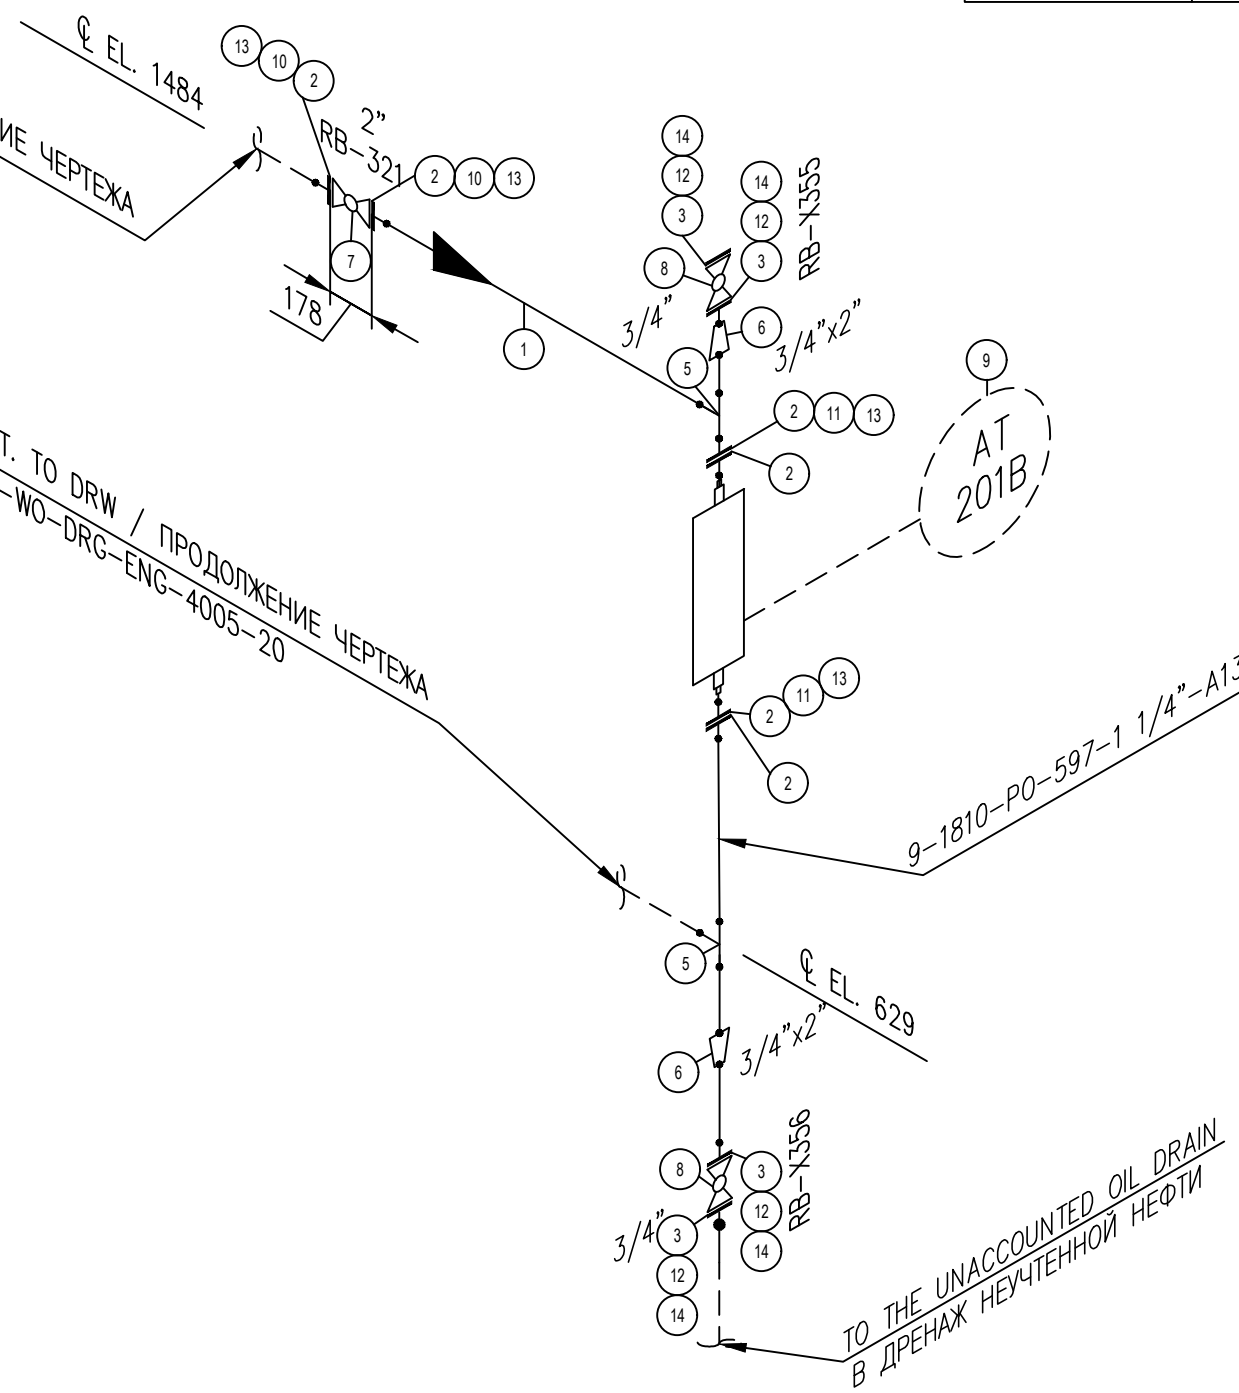 ℄ EL. 1484
13
10
2
2"
RB-321
ИЕ ЧЕРТЕЖА
2
10
13
7
178
1
14
12
3
14
12
3
RB-X355
8
3/4"
6
3/4"x2"
5
9
2
11
13
2
AT
201B
T. TO DRW / ПРОДОЛЖЕНИЕ ЧЕРТЕЖА
-WO-DRG-ENG-4005-20
2
11
13
2
9-1810-PO-597-1 1/4"-A13
5
℄ EL. 629
6
3/4"x2"
8
3
12
14
RB-X356
3/4"
3
12
14
TO THE UNACCOUNTED OIL DRAIN
В ДРЕНАЖ НЕУЧТЕННОЙ НЕФТИ